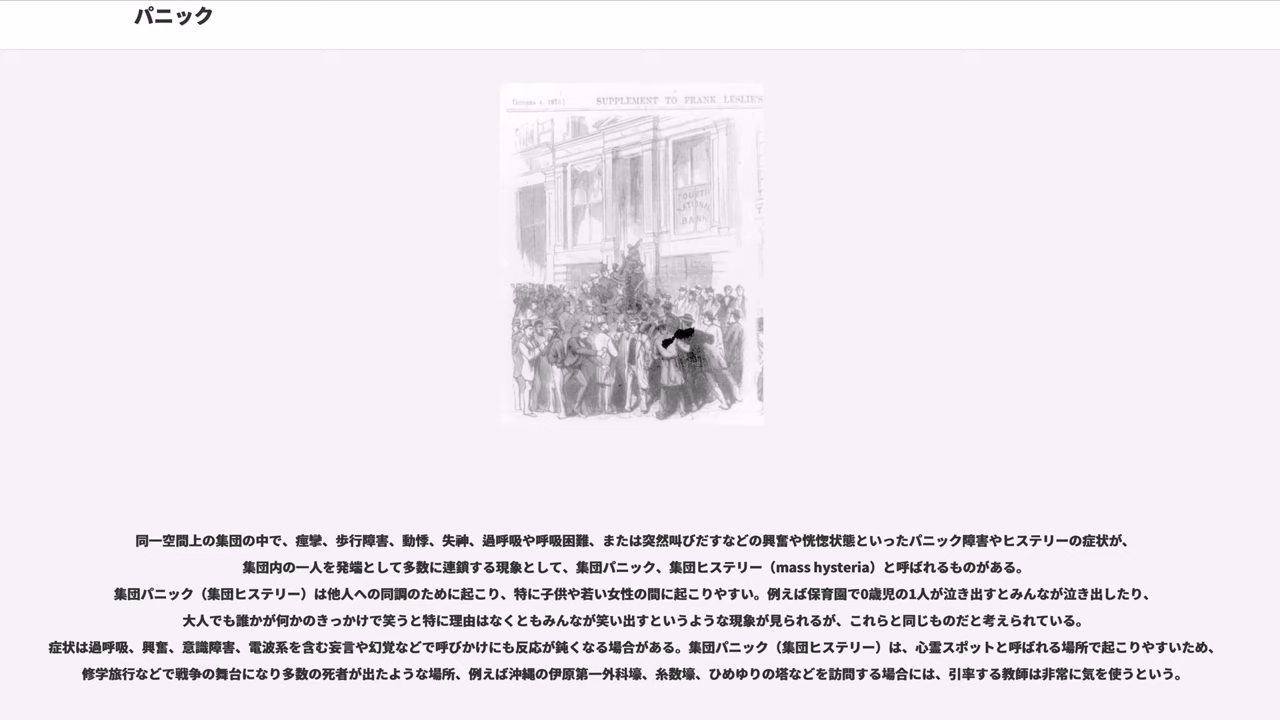 パニック
SUPPLEMENT TO FRANK LESLIE'S
FOURTH
NATIONAL
BANK
同一空間上の集団の中で、痙攣、歩行障害、動悸、失神、過呼吸や呼吸困難、または突然叫びだすなどの興奮や恍惚状態といったパニック障害やヒステリーの症状が、
集団内の一人を発端として多数に連鎖する現象として、集団パニック、集団ヒステリー（mass hysteria）と呼ばれるものがある。
集団パニック（集団ヒステリー）は他人への同調のために起こり、特に子供や若い女性の間に起こりやすい。例えば保育園で0歳児の1人が泣き出すとみんなが泣き出したり、
大人でも誰かが何かのきっかけで笑うと特に理由はなくともみんなが笑い出すというような現象が見られるが、これらと同じものだと考えられている。
症状は過呼吸、興奮、意識障害、電波系を含む妄言や幻覚などで呼びかけにも反応が鈍くなる場合がある。集団パニック（集団ヒステリー）は、心霊スポットと呼ばれる場所で起こりやすいため、
修学旅行などで戦争の舞台になり多数の死者が出たような場所、例えば沖縄の伊原第一外科壕、糸数壕、ひめゆりの塔などを訪問する場合には、引率する教師は非常に気を使うという。